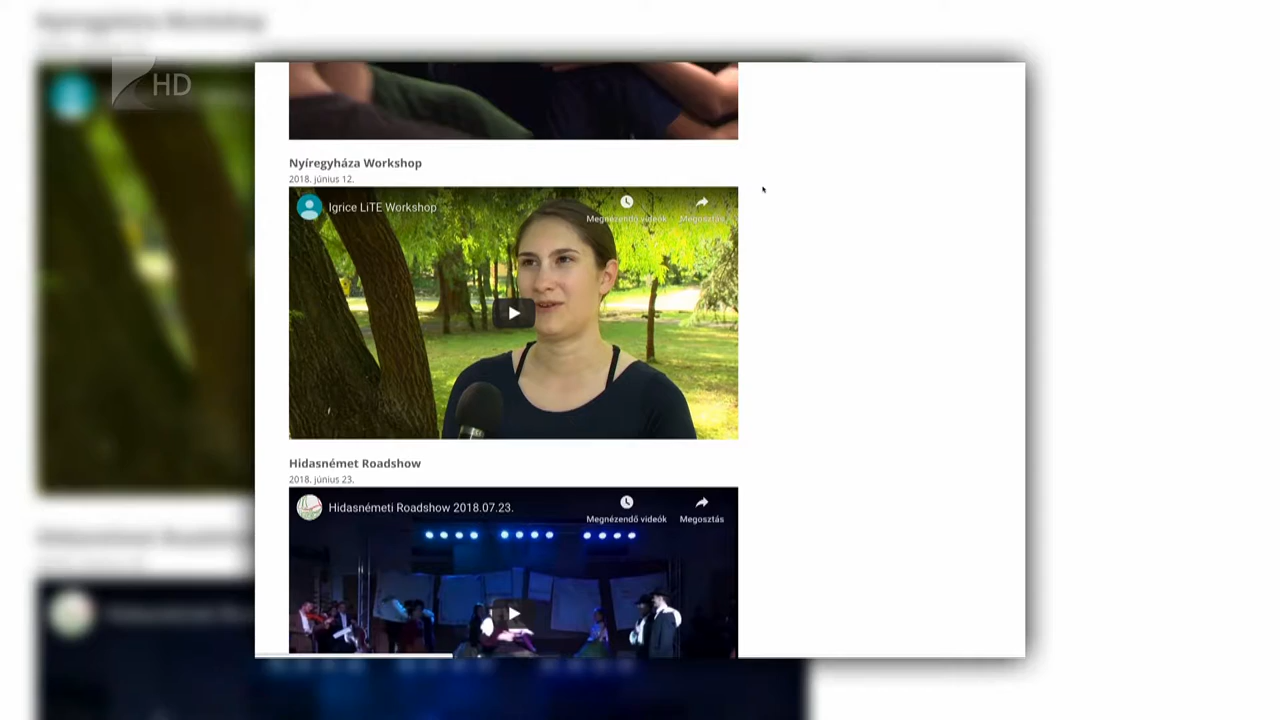 HD
Nyíregyháza Workshop
2018. június 12.
Igrice LiTE Workshop
Megnézendő videók
Megosztás
Hidasnémet Roadshow
2018. június 23.
Hidasnémeti Roadshow 2018.07.23.
Megnézendő videók
Megosztás